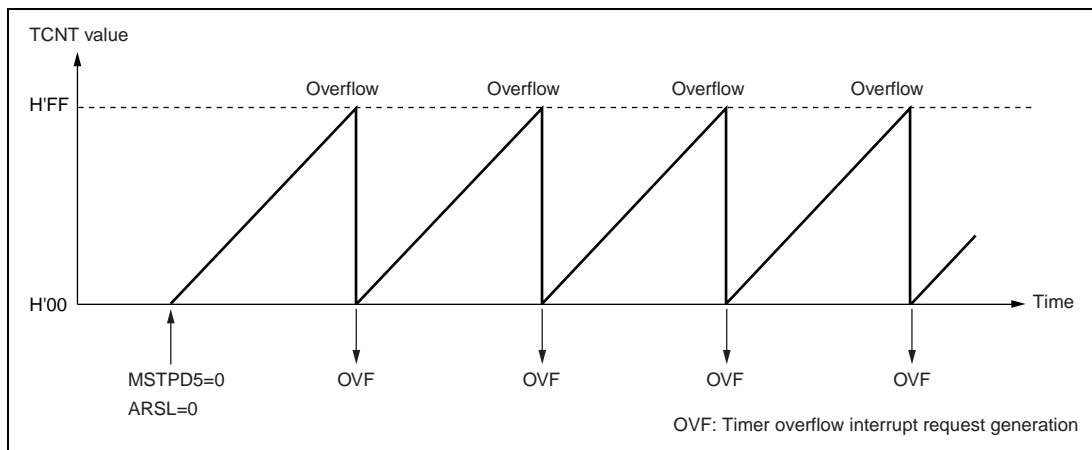 TCNT value
Overflow Overflow Overflow Overflow
H'FF
H'00
Time
MSTPD5=0
ARSL=0
OVF OVF OVF OVF
OVF: Timer overflow interrupt request generation